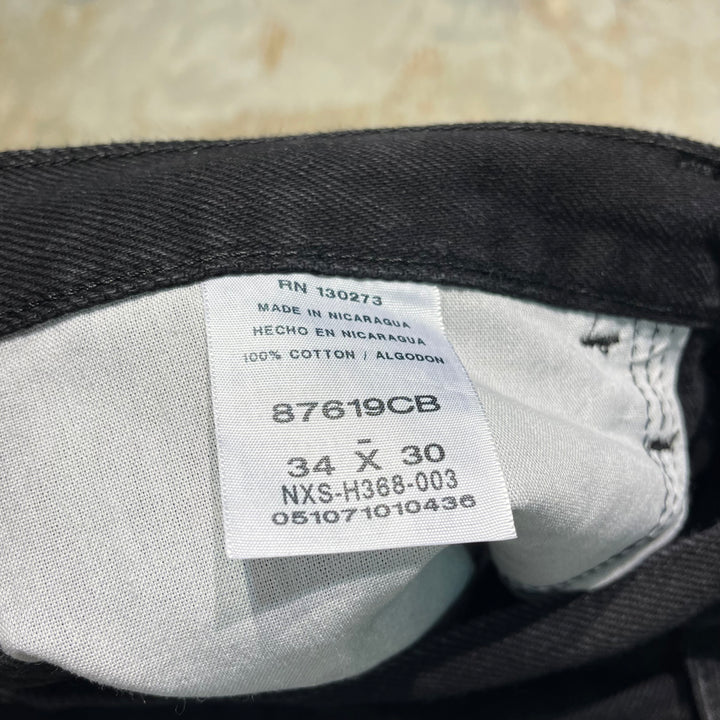 RN 130273
MADE IN NICARAGUA
HECHO EN NICARAGUA
100% COTTON / ALGODON
87619CB
-
34 X 30
NXS-H368-003
051071010436